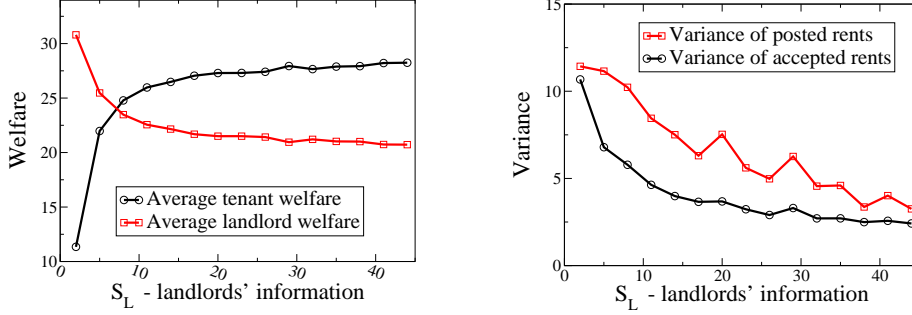 30
25
20
15
10
Welfare
Average tenant welfare
Average landlord welfare
0
10
20
30
40
S_L - landlords' information
15
10
5
0
Variance
Variance of posted rents
Variance of accepted rents
0
10
20
30
40
S_L - landlords' information